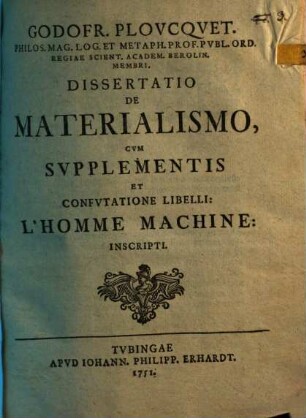 3.
GODOFR. PLOVCQVET.
PHILOS. MAG. LOG. ET METAPH. PROF. PVBL. ORD.
REGIAE SCIENT. ACADEM. BEROLIN.
MEMBRI.
DISSERTATIO
DE
MATERIALISMO,
CVM
SVPPLEMENTIS
ET
CONFVTATIONE LIBELLI:
L'HOMME MACHINE:
INSCRIPTI.
TVBINGAE
APVD IOHANN. PHILIPP. ERHARDT.
1751.